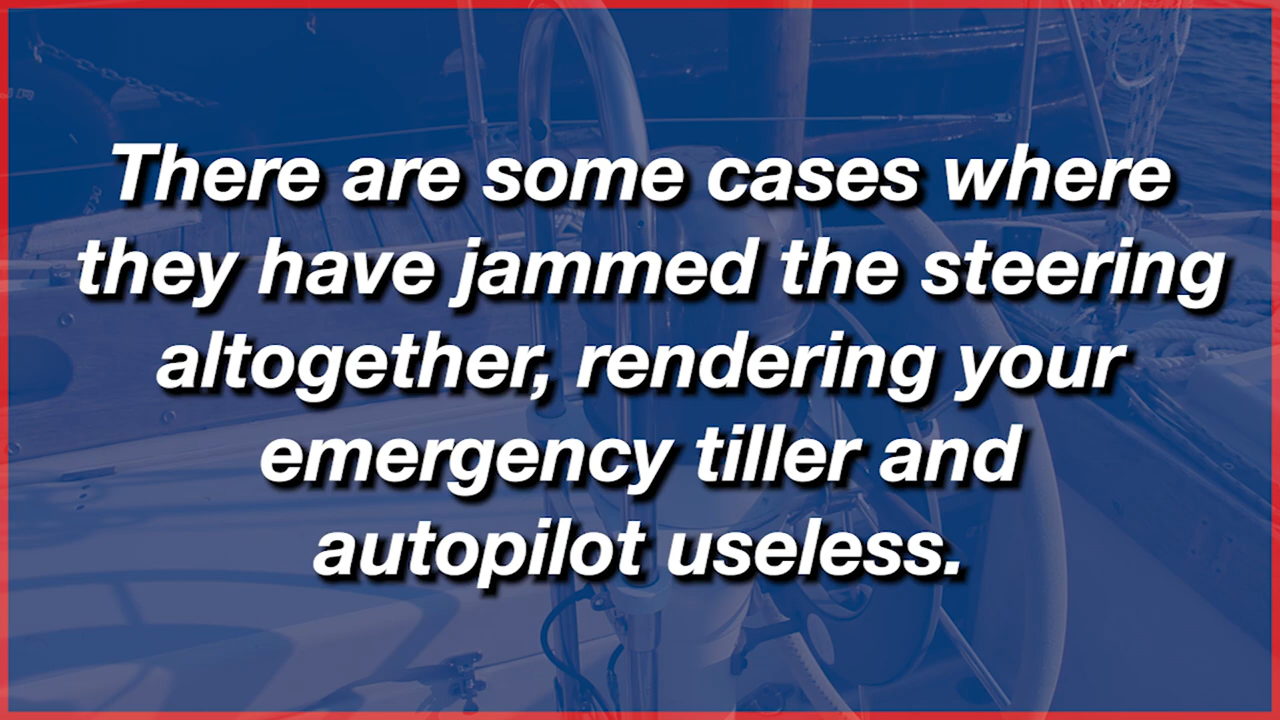 There are some cases where
they have jammed the steering
altogether, rendering your
emergency tiller and
autopilot useless.